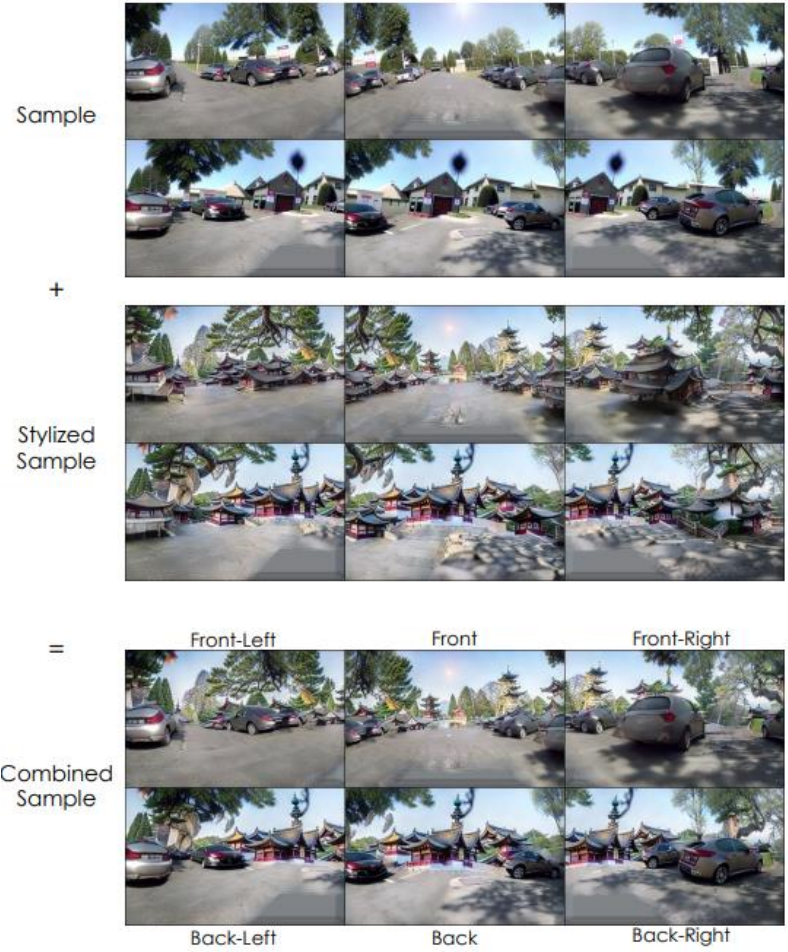 Sample
+
Stylized
Sample
=
Front-Left
Front
Front-Right
Combined
Sample
Back-Left
Back
Back-Right